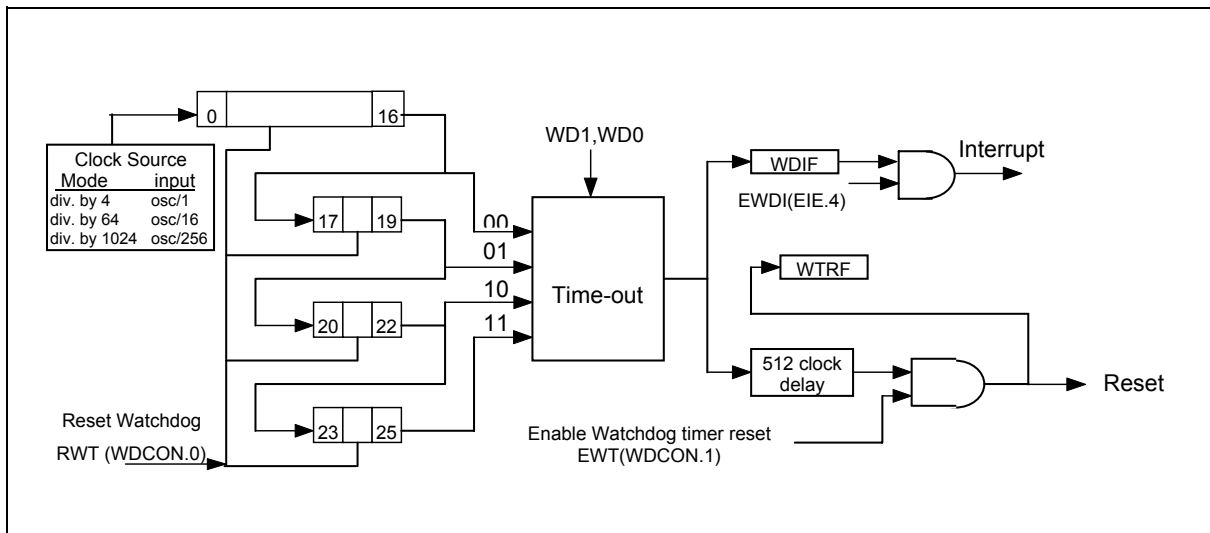 0 16
Clock Source
Mode input
div. by 4 osc/1
div. by 64 osc/16
div. by 1024 osc/256
17 19
20 22
23 25
Reset Watchdog
RWT (WDCON.0)
WD1,WD0
00
01
10
11
Time-out
WDIF
EWDI(EIE.4)
Interrupt
WTRF
512 clock
delay
Reset
Enable Watchdog timer reset
EWT(WDCON.1)